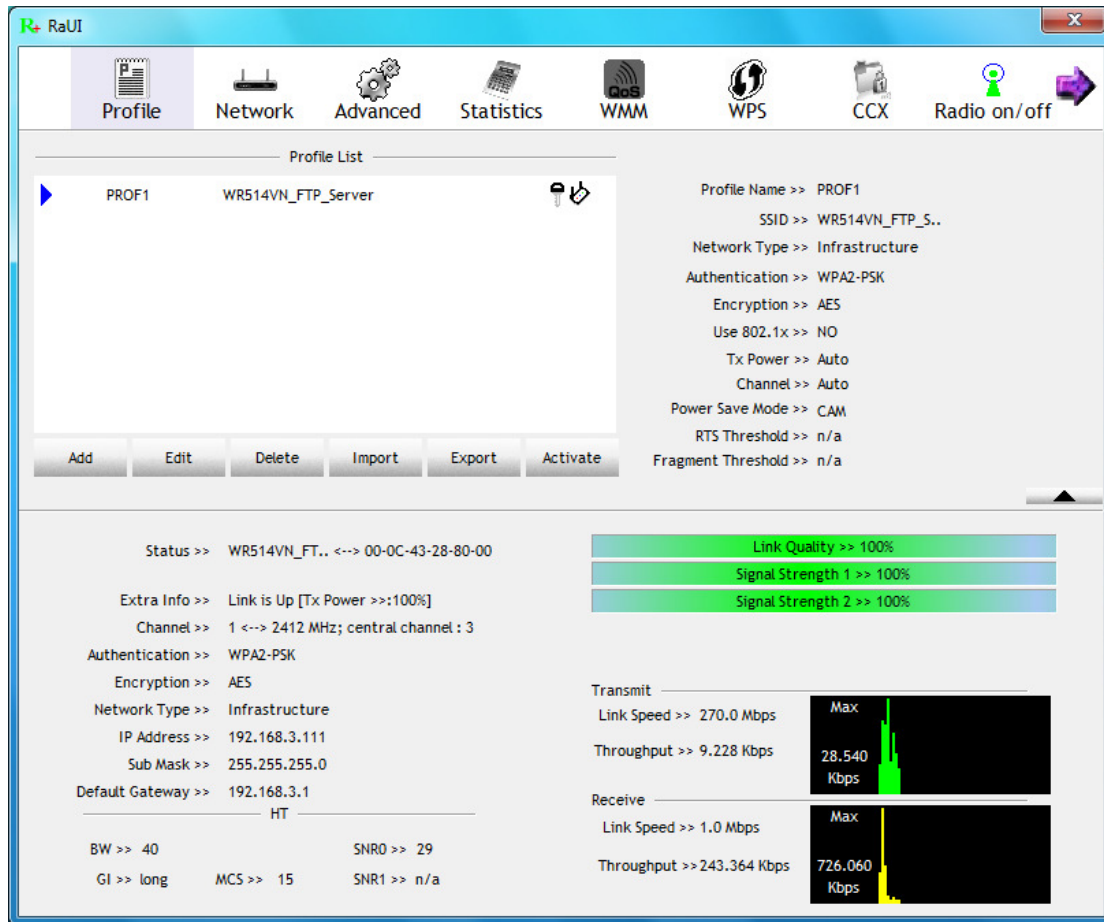 RaUI
Profile
Network
Advanced
Statistics
QoS
WMM
WPS
CCX
Radio on/off
Profile List
PROF1 WR514VN_FTP_Server
Add Edit Delete Import Export Activate
Profile Name >> PROF1
SSID >> WR514VN_FTP_S..
Network Type >> Infrastructure
Authentication >> WPA2-PSK
Encryption >> AES
Use 802.1x >> NO
Tx Power >> Auto
Channel >> Auto
Power Save Mode >> CAM
RTS Threshold >> n/a
Fragment Threshold >> n/a
Status >> WR514VN_FT.. <--> 00-0C-43-28-80-00
Extra Info >> Link is Up [Tx Power >>:100%]
Channel >> 1 <--> 2412 MHz; central channel : 3
Authentication >> WPA2-PSK
Encryption >> AES
Network Type >> Infrastructure
IP Address >> 192.168.3.111
Sub Mask >> 255.255.255.0
Default Gateway >> 192.168.3.1
HT
BW >> 40 SNR0 >> 29
GI >> long MCS >> 15 SNR1 >> n/a
Link Quality >> 100%
Signal Strength 1 >> 100%
Signal Strength 2 >> 100%
Transmit
Link Speed >> 270.0 Mbps
Throughput >> 9.228 Kbps
Max
28.540
Kbps
Receive
Link Speed >> 1.0 Mbps
Throughput >> 243.364 Kbps
Max
726.060
Kbps